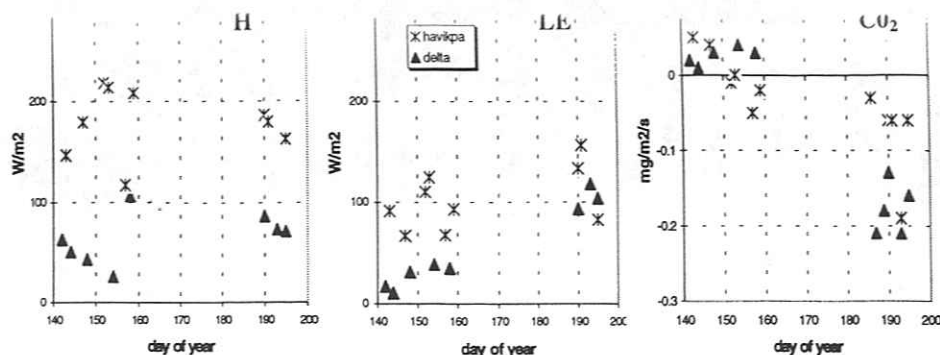 H
W/m2
200
100
0
140 150 160 170 180 190 200
day of year
LE
havikpa
delta
W/m2
200
100
0
140 150 160 170 180 190 200
day of year
C0₂
mg/m2/s
0
-0.1
-0.2
-0.3
140 150 160 170 180 190 200
day of year